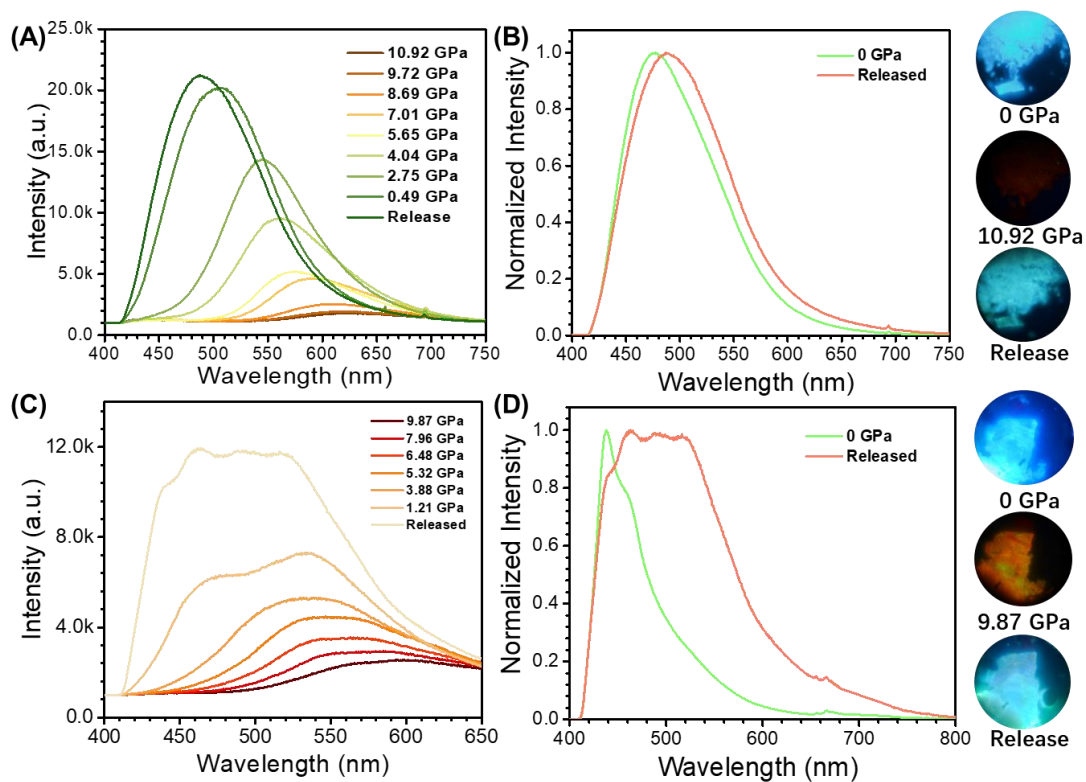 (A)
25.0k
20.0k
15.0k
10.0k
5.0k
0.0
Intensity (a.u.)
10.92 GPa
9.72 GPa
8.69 GPa
7.01 GPa
5.65 GPa
4.04 GPa
2.75 GPa
0.49 GPa
Release
400 450 500 550 600 650 700 750
Wavelength (nm)
(B)
1.0
0.8
0.6
0.4
0.2
0.0
Normalized Intensity
0 GPa
Released
400 450 500 550 600 650 700 750
Wavelength (nm)
0 GPa
10.92 GPa
Release
(C)
12.0k
8.0k
4.0k
0.0
Intensity (a.u.)
9.87 GPa
7.96 GPa
6.48 GPa
5.32 GPa
3.88 GPa
1.21 GPa
Released
400 450 500 550 600 650
Wavelength (nm)
(D)
1.0
0.8
0.6
0.4
0.2
0.0
Normalized Intensity
0 GPa
Released
400 500 600 700 800
Wavelength (nm)
0 GPa
9.87 GPa
Release